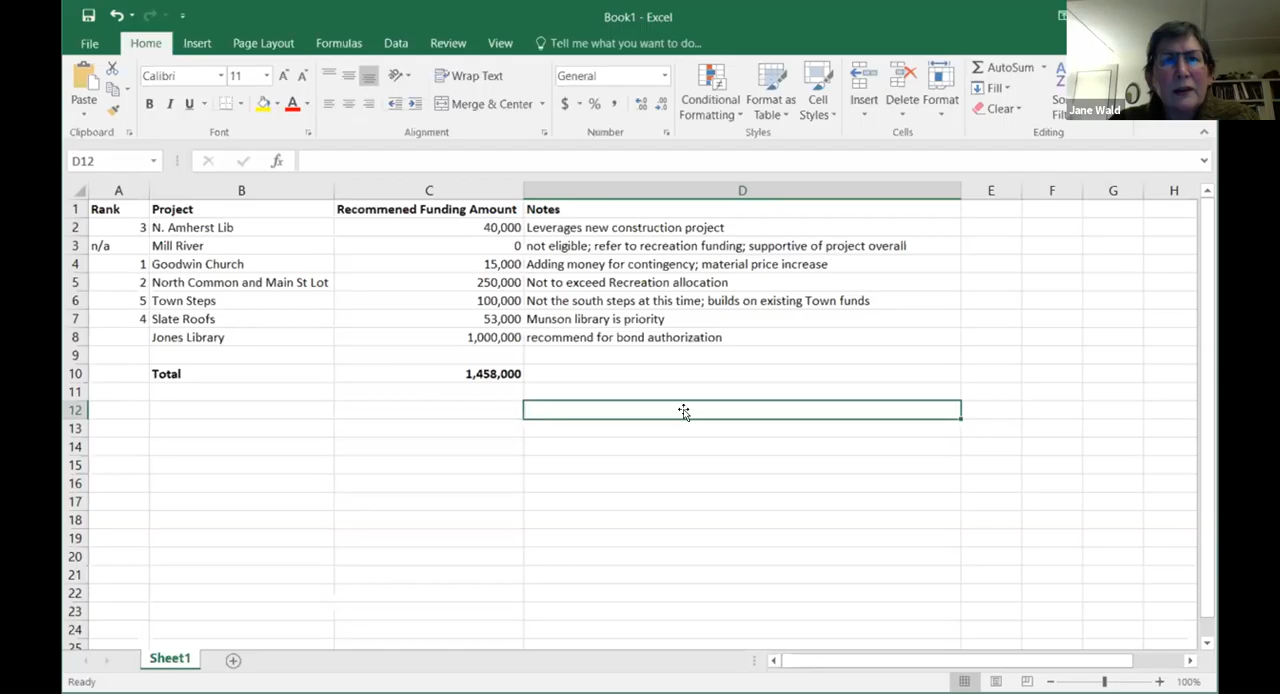 Book1 - Excel
File Home Insert Page Layout Formulas Data Review View Tell me what you want to do...
Calibri 11 A A Wrap Text General AutoSum
Paste B I U A Merge & Center $ % Conditional Formatting Format as Table Cell Styles Insert Delete Format Fill Clear
Clipboard Font Alignment Number Styles Cells Editing
Jane Wald
D12 fx
A B C D E F G H
1 Rank Project Recommened Funding Amount Notes
2 3 N. Amherst Lib 40,000 Leverages new construction project
3 n/a Mill River 0 not eligible; refer to recreation funding; supportive of project overall
4 1 Goodwin Church 15,000 Adding money for contingency; material price increase
5 2 North Common and Main St Lot 250,000 Not to exceed Recreation allocation
6 5 Town Steps 100,000 Not the south steps at this time; builds on existing Town funds
7 4 Slate Roofs 53,000 Munson library is priority
8 Jones Library 1,000,000 recommend for bond authorization
9
10 Total 1,458,000
11
12
13
14
15
16
17
18
19
20
21
22
23
24
25
Sheet1
Ready 100%